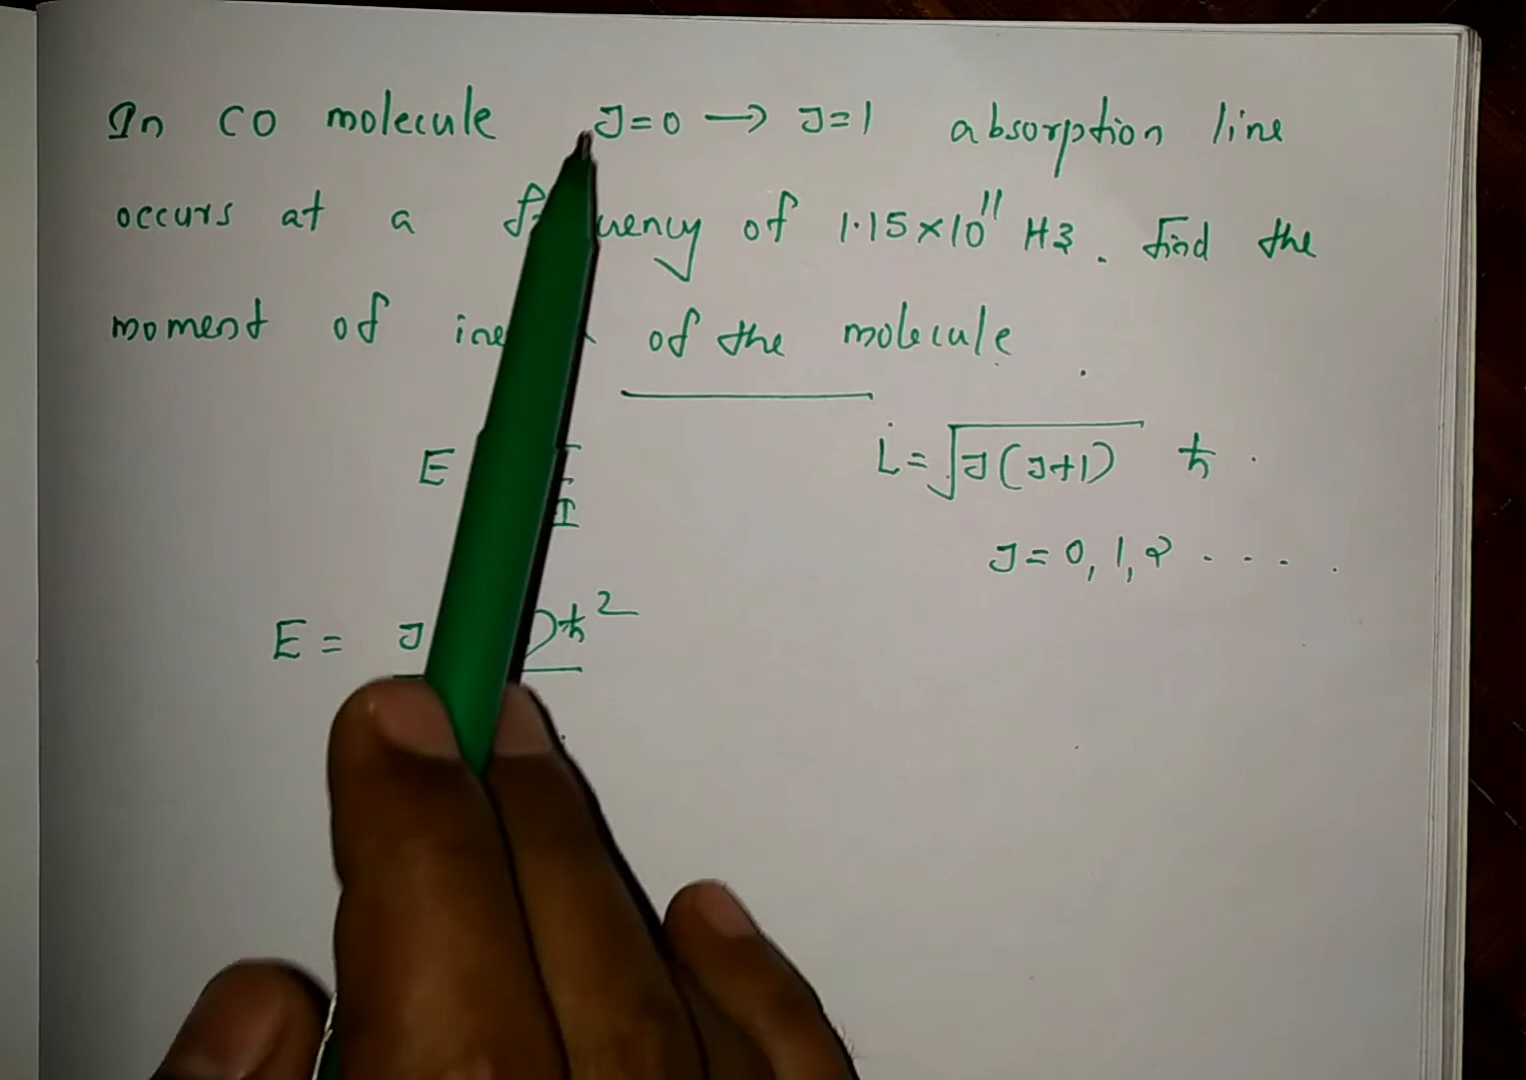 In CO molecule J=0 → J=1 absorption line
occurs at a of 1.15×10¹¹ Hz. Find the
moment of of the molecule
E
L=√J(J+1) ħ.
J=0,1,2 ....
E = J )ħ²